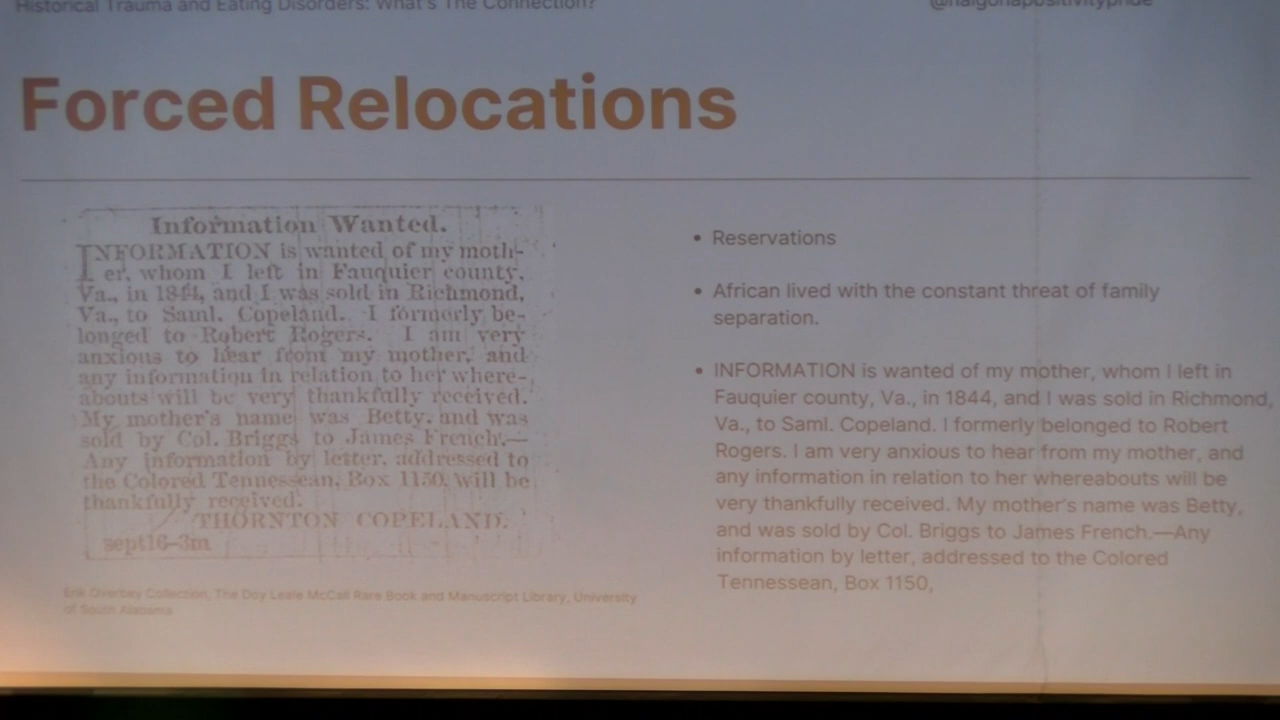 Historical Trauma and Eating Disorders: What's The Connection?
@nalgonapositivitypride
Forced Relocations
Information Wanted.
INFORMATION is wanted of my moth-
er, whom I left in Fauquier county,
Va., in 1844, and I was sold in Richmond,
Va., to Saml. Copeland. I formerly be-
longed to Robert Rogers. I am very
anxious to hear from my mother, and
any information in relation to her where-
abouts will be very thankfully received.
My mother's name was Betty, and was
sold by Col. Briggs to James French.—
Any information by letter, addressed to
the Colored Tennessean, Box 1150, will be
thankfully received.
THORNTON COPELAND.
sept16-3m
Erik Overbey Collection, The Doy Leale McCall Rare Book and Manuscript Library, University
of South Alabama
• Reservations
• African lived with the constant threat of family
separation.
• INFORMATION is wanted of my mother, whom I left in
Fauquier county, Va., in 1844, and I was sold in Richmond,
Va., to Saml. Copeland. I formerly belonged to Robert
Rogers. I am very anxious to hear from my mother, and
any information in relation to her whereabouts will be
very thankfully received. My mother's name was Betty,
and was sold by Col. Briggs to James French.—Any
information by letter, addressed to the Colored
Tennessean, Box 1150,